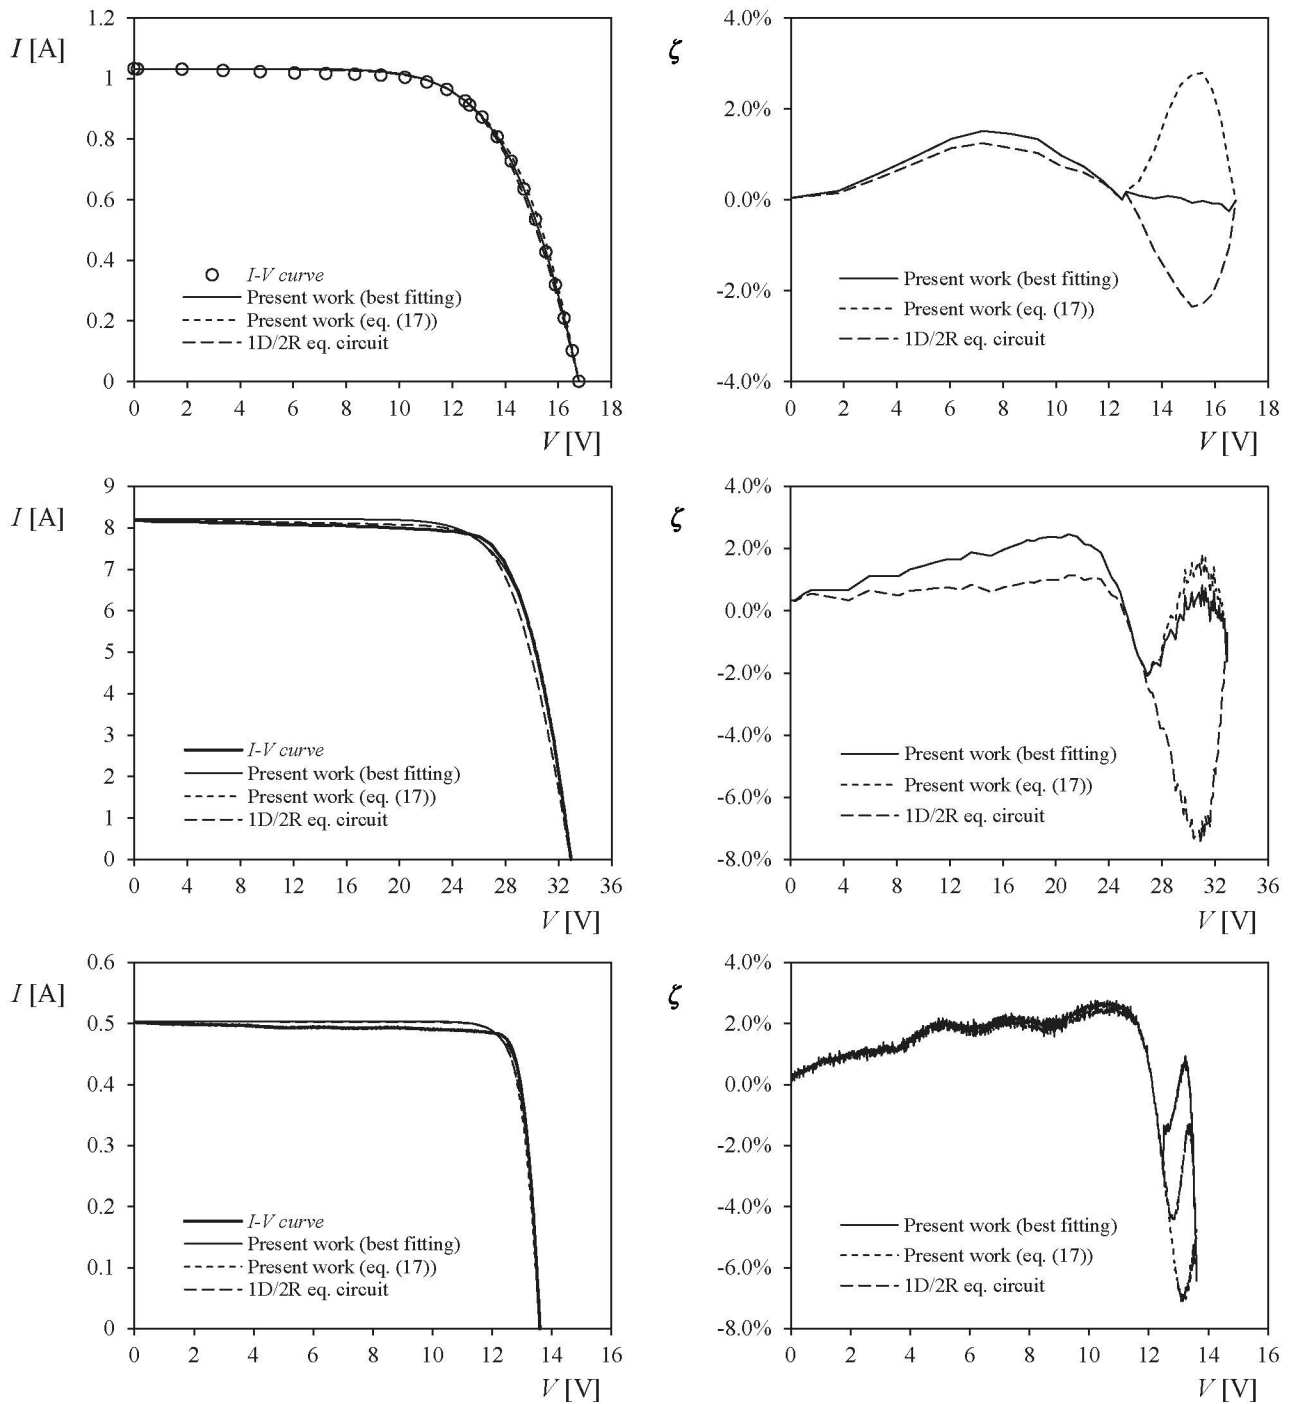 I [A]
1.2
1
0.8
0.6
0.4
0.2
0
I-V curve
Present work (best fitting)
Present work (eq. (17))
1D/2R eq. circuit
0 2 4 6 8 10 12 14 16 18
V [V]
ζ
4.0%
2.0%
0.0%
-2.0%
-4.0%
Present work (best fitting)
Present work (eq. (17))
1D/2R eq. circuit
0 2 4 6 8 10 12 14 16 18
V [V]
I [A]
9
8
7
6
5
4
3
2
1
0
I-V curve
Present work (best fitting)
Present work (eq. (17))
1D/2R eq. circuit
0 4 8 12 16 20 24 28 32 36
V [V]
ζ
4.0%
2.0%
0.0%
-2.0%
-4.0%
-6.0%
-8.0%
Present work (best fitting)
Present work (eq. (17))
1D/2R eq. circuit
0 4 8 12 16 20 24 28 32 36
V [V]
I [A]
0.6
0.5
0.4
0.3
0.2
0.1
0
I-V curve
Present work (best fitting)
Present work (eq. (17))
1D/2R eq. circuit
0 2 4 6 8 10 12 14 16
V [V]
ζ
4.0%
2.0%
0.0%
-2.0%
-4.0%
-6.0%
-8.0%
Present work (best fitting)
Present work (eq. (17))
1D/2R eq. circuit
0 2 4 6 8 10 12 14 16
V [V]